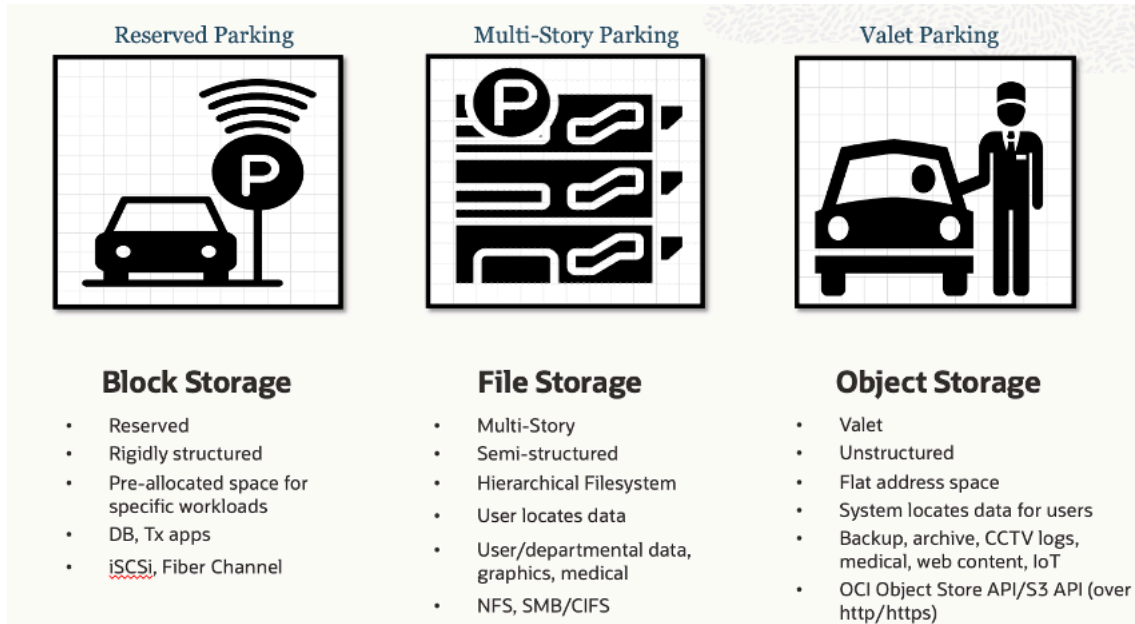 Reserved Parking
Multi-Story Parking
Valet Parking
P
P
Block Storage
• Reserved
• Rigidly structured
• Pre-allocated space for
specific workloads
• DB, Tx apps
• iSCSi, Fiber Channel
File Storage
• Multi-Story
• Semi-structured
• Hierarchical Filesystem
• User locates data
• User/departmental data,
graphics, medical
• NFS, SMB/CIFS
Object Storage
• Valet
• Unstructured
• Flat address space
• System locates data for users
• Backup, archive, CCTV logs,
medical, web content, IoT
• OCI Object Store API/S3 API (over
http/https)